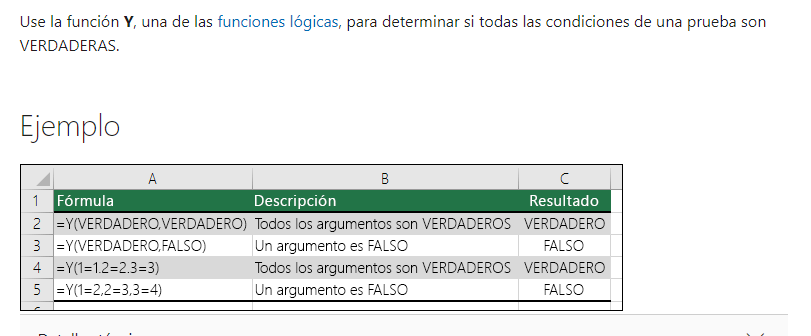 Use la función Y, una de las funciones lógicas, para determinar si todas las condiciones de una prueba son
VERDADERAS.
Ejemplo
A B C
1 Fórmula Descripción Resultado
2 =Y(VERDADERO,VERDADERO) Todos los argumentos son VERDADEROS VERDADERO
3 =Y(VERDADERO,FALSO) Un argumento es FALSO FALSO
4 =Y(1=1.2=2.3=3) Todos los argumentos son VERDADEROS VERDADERO
5 =Y(1=2,2=3,3=4) Un argumento es FALSO FALSO